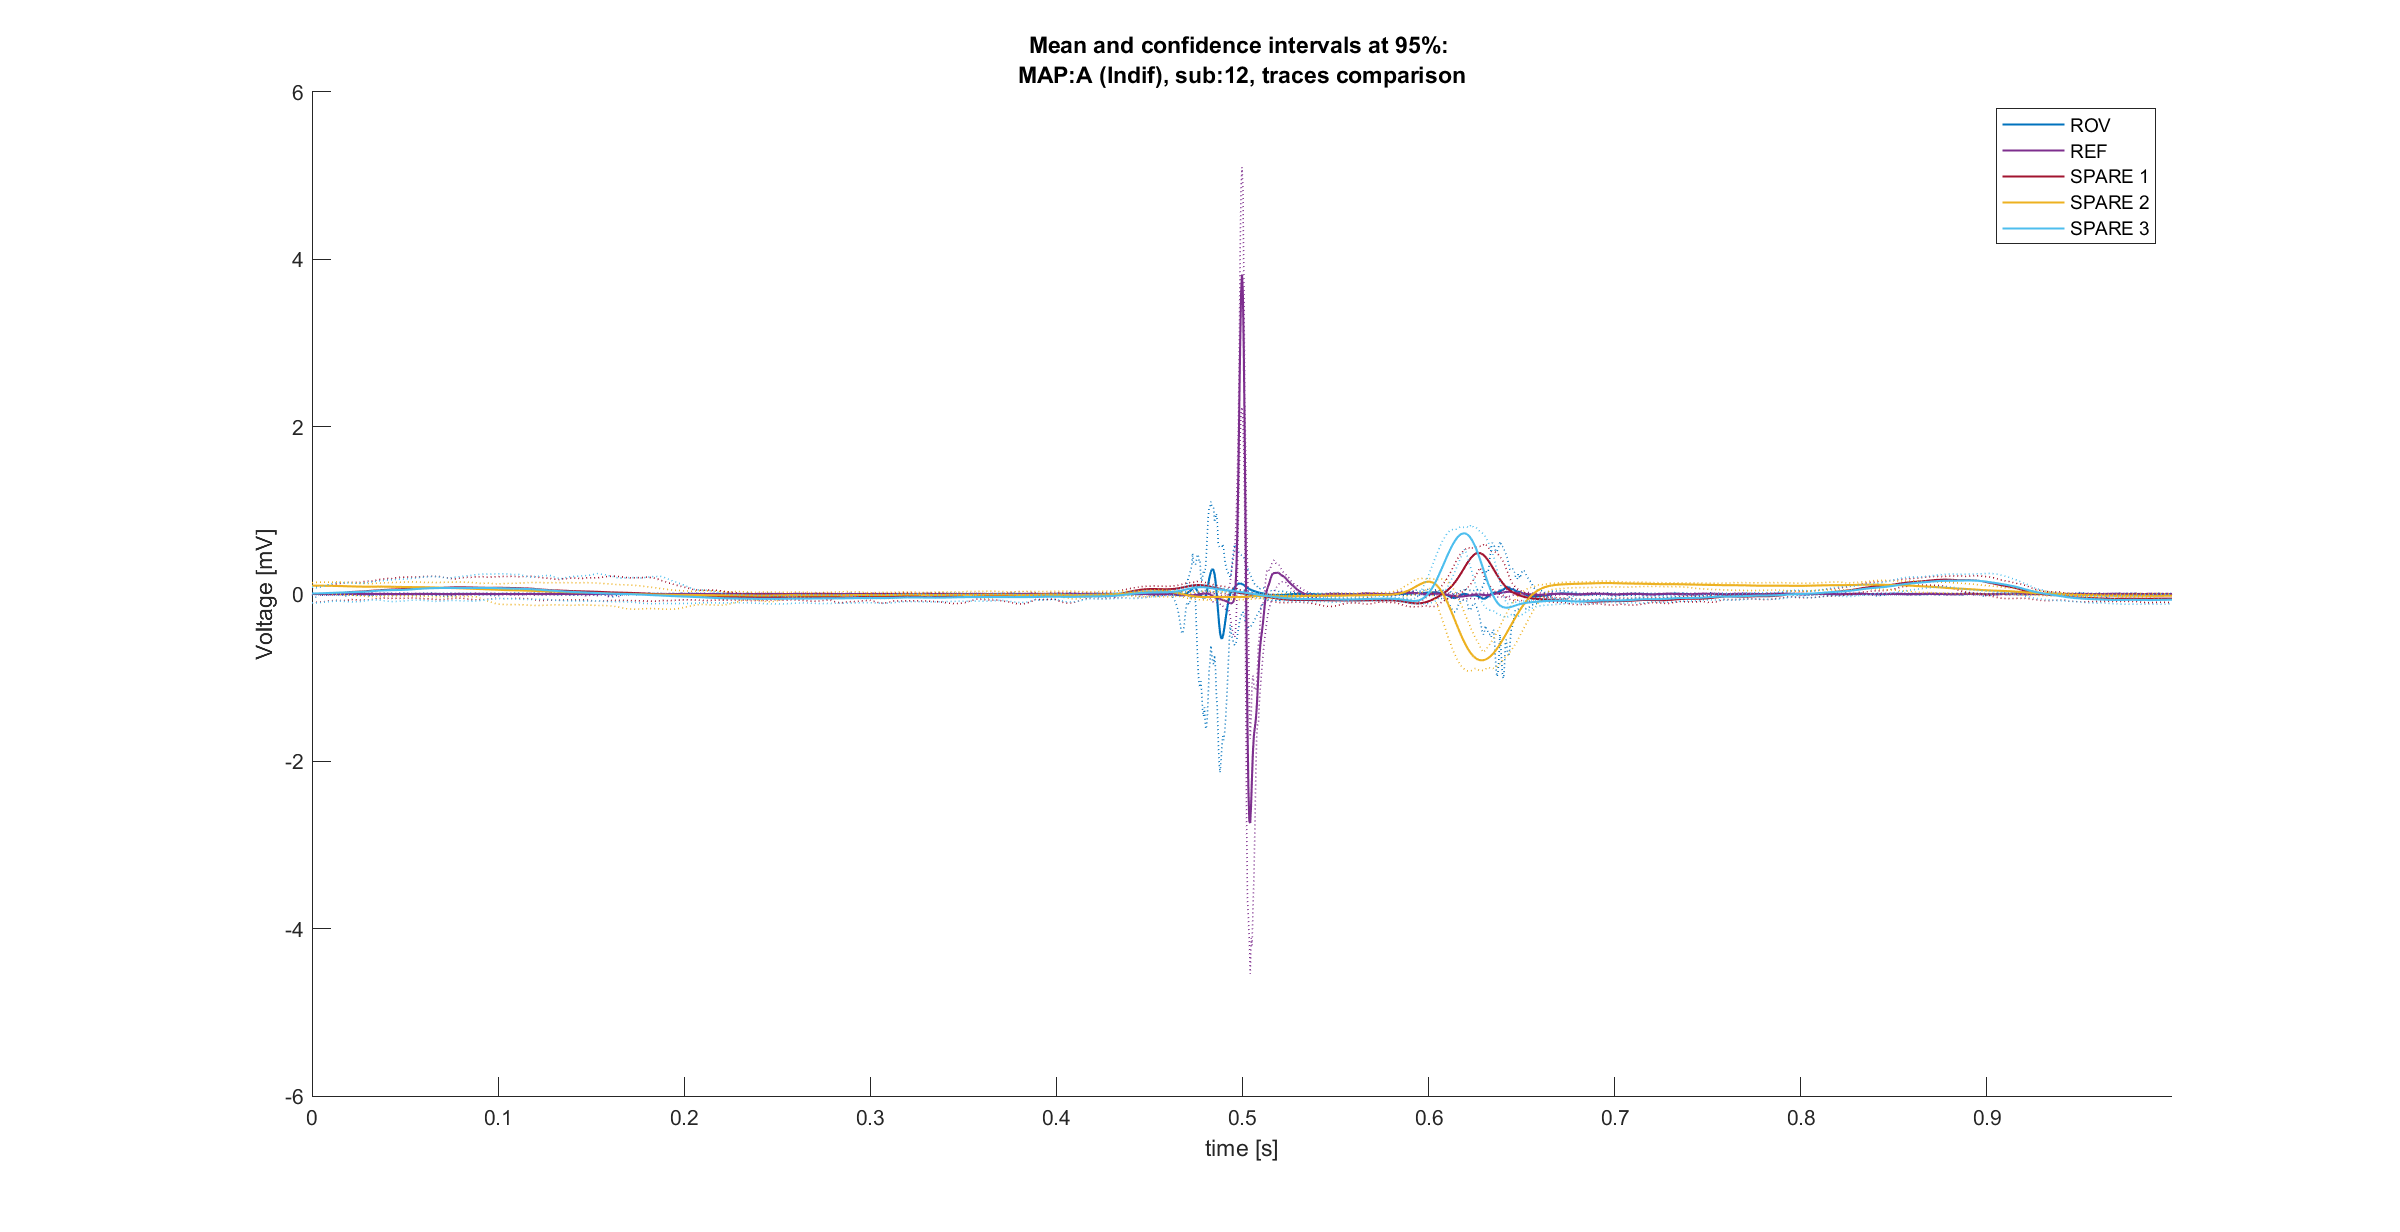 Mean and confidence intervals at 95%:
MAP:A (Indif), sub:12, traces comparison
6
4
2
0
-2
-4
-6
Voltage [mV]
ROV
REF
SPARE 1
SPARE 2
SPARE 3
0 0.1 0.2 0.3 0.4 0.5 0.6 0.7 0.8 0.9
time [s]